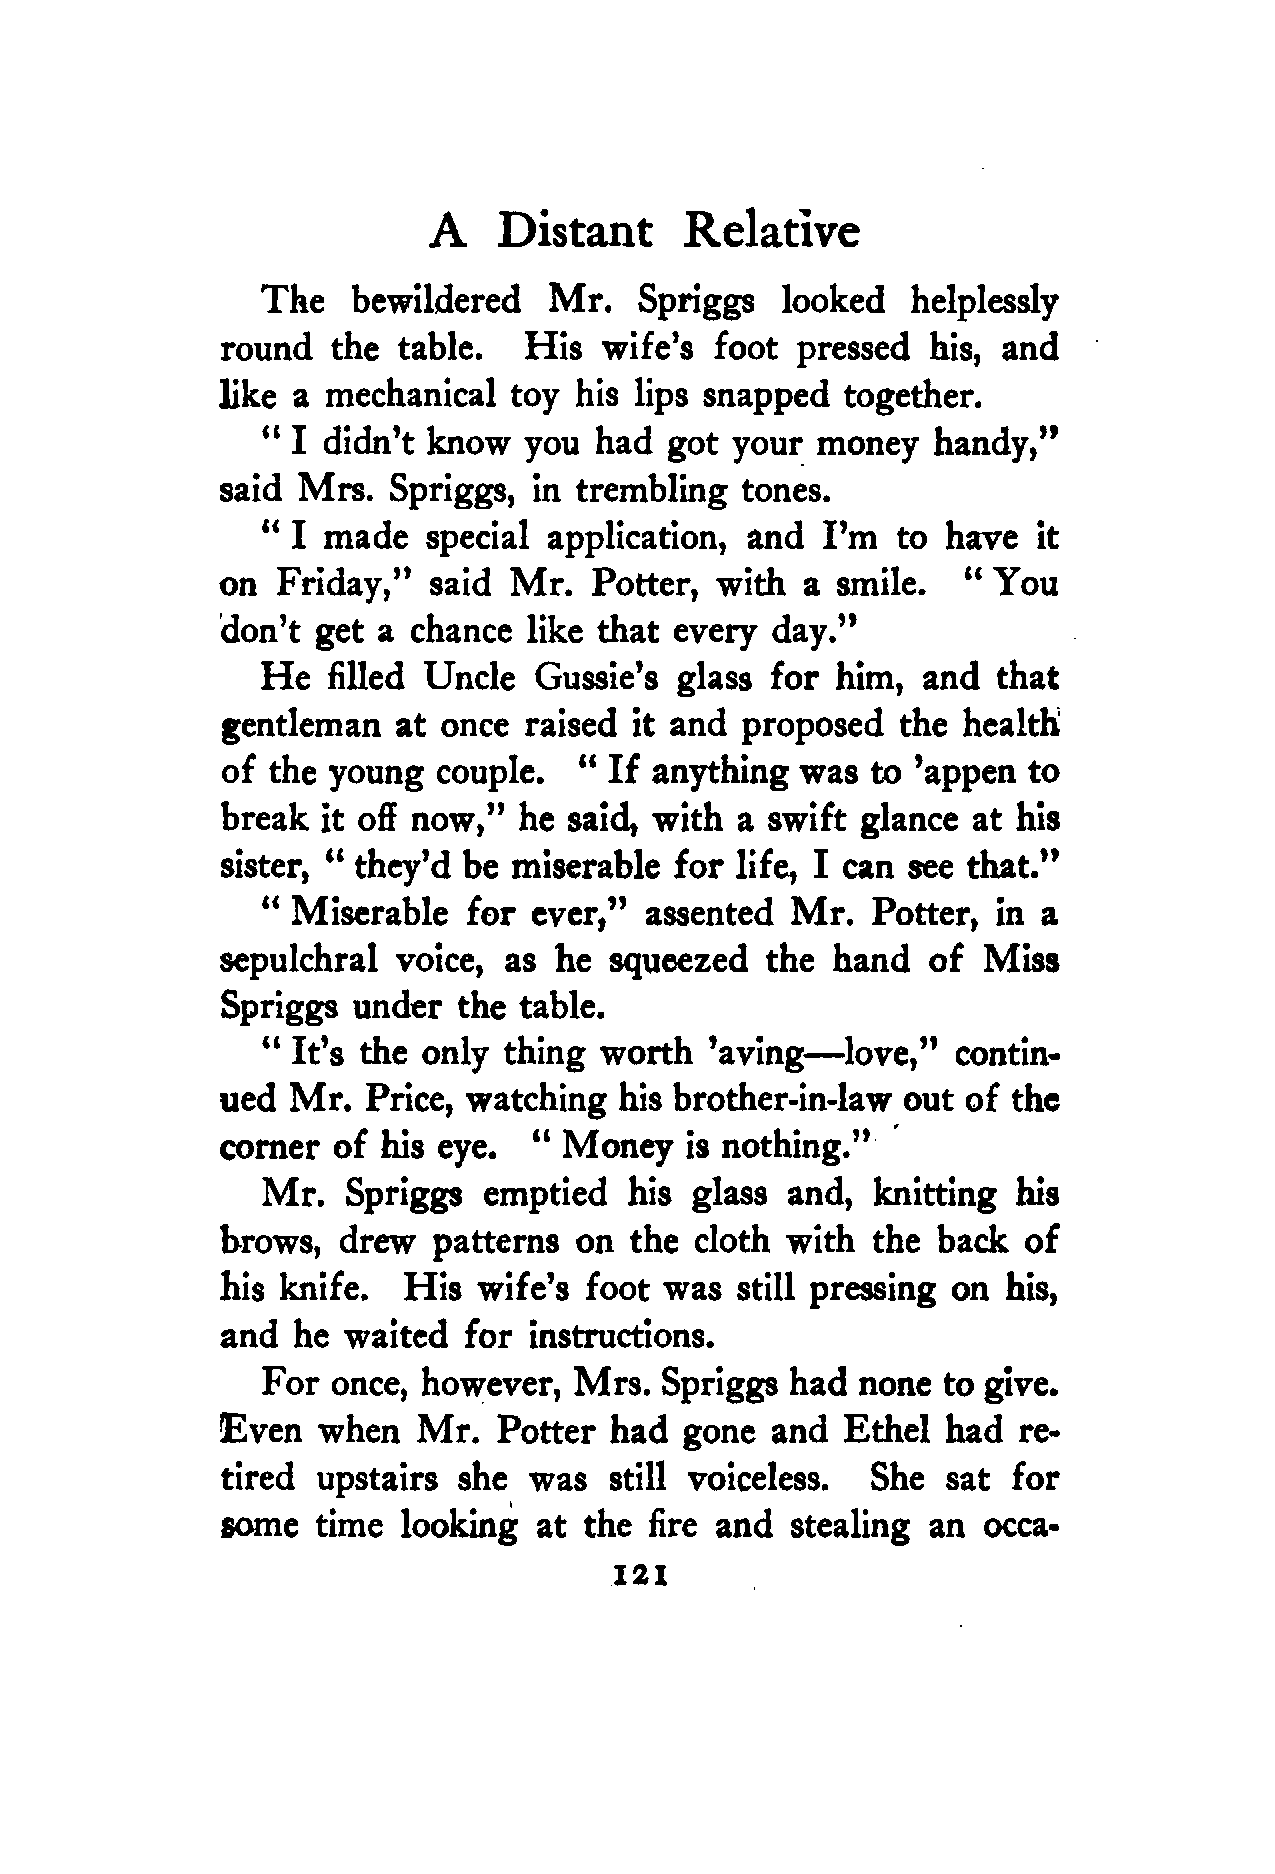 A Distant Relative
The bewildered Mr. Spriggs looked helplessly
round the table. His wife's foot pressed his, and
like a mechanical toy his lips snapped together.
" I didn't know you had got your money handy,"
said Mrs. Spriggs, in trembling tones.
" I made special application, and I'm to have it
on Friday," said Mr. Potter, with a smile. " You
don't get a chance like that every day."
He filled Uncle Gussie's glass for him, and that
gentleman at once raised it and proposed the health
of the young couple. " If anything was to 'appen to
break it off now," he said, with a swift glance at his
sister, " they'd be miserable for life, I can see that."
" Miserable for ever," assented Mr. Potter, in a
sepulchral voice, as he squeezed the hand of Miss
Spriggs under the table.
" It's the only thing worth 'aving—love," contin-
ued Mr. Price, watching his brother-in-law out of the
corner of his eye. " Money is nothing."
Mr. Spriggs emptied his glass and, knitting his
brows, drew patterns on the cloth with the back of
his knife. His wife's foot was still pressing on his,
and he waited for instructions.
For once, however, Mrs. Spriggs had none to give.
Even when Mr. Potter had gone and Ethel had re-
tired upstairs she was still voiceless. She sat for
some time looking at the fire and stealing an occa-
121